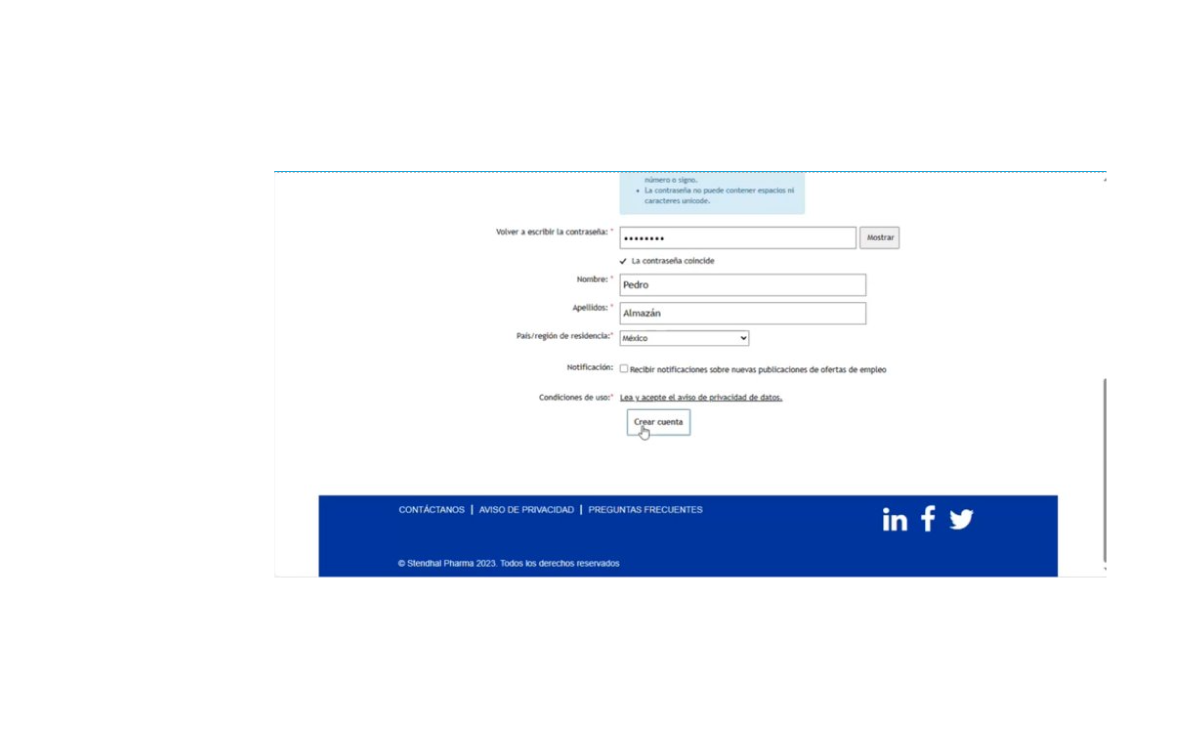 número o signo.
• La contraseña no puede contener espacios ni
caracteres unicode.
Volver a escribir la contraseña: * •••••••• Mostrar
✓ La contraseña coincide
Nombre: * Pedro
Apellidos: * Almazán
País/región de residencia:* México
Notificación: Recibir notificaciones sobre nuevas publicaciones de ofertas de empleo
Condiciones de uso:* Lea y acepte el aviso de privacidad de datos.
Crear cuenta
CONTÁCTANOS | AVISO DE PRIVACIDAD | PREGUNTAS FRECUENTES
© Stendhal Pharma 2023. Todos los derechos reservados